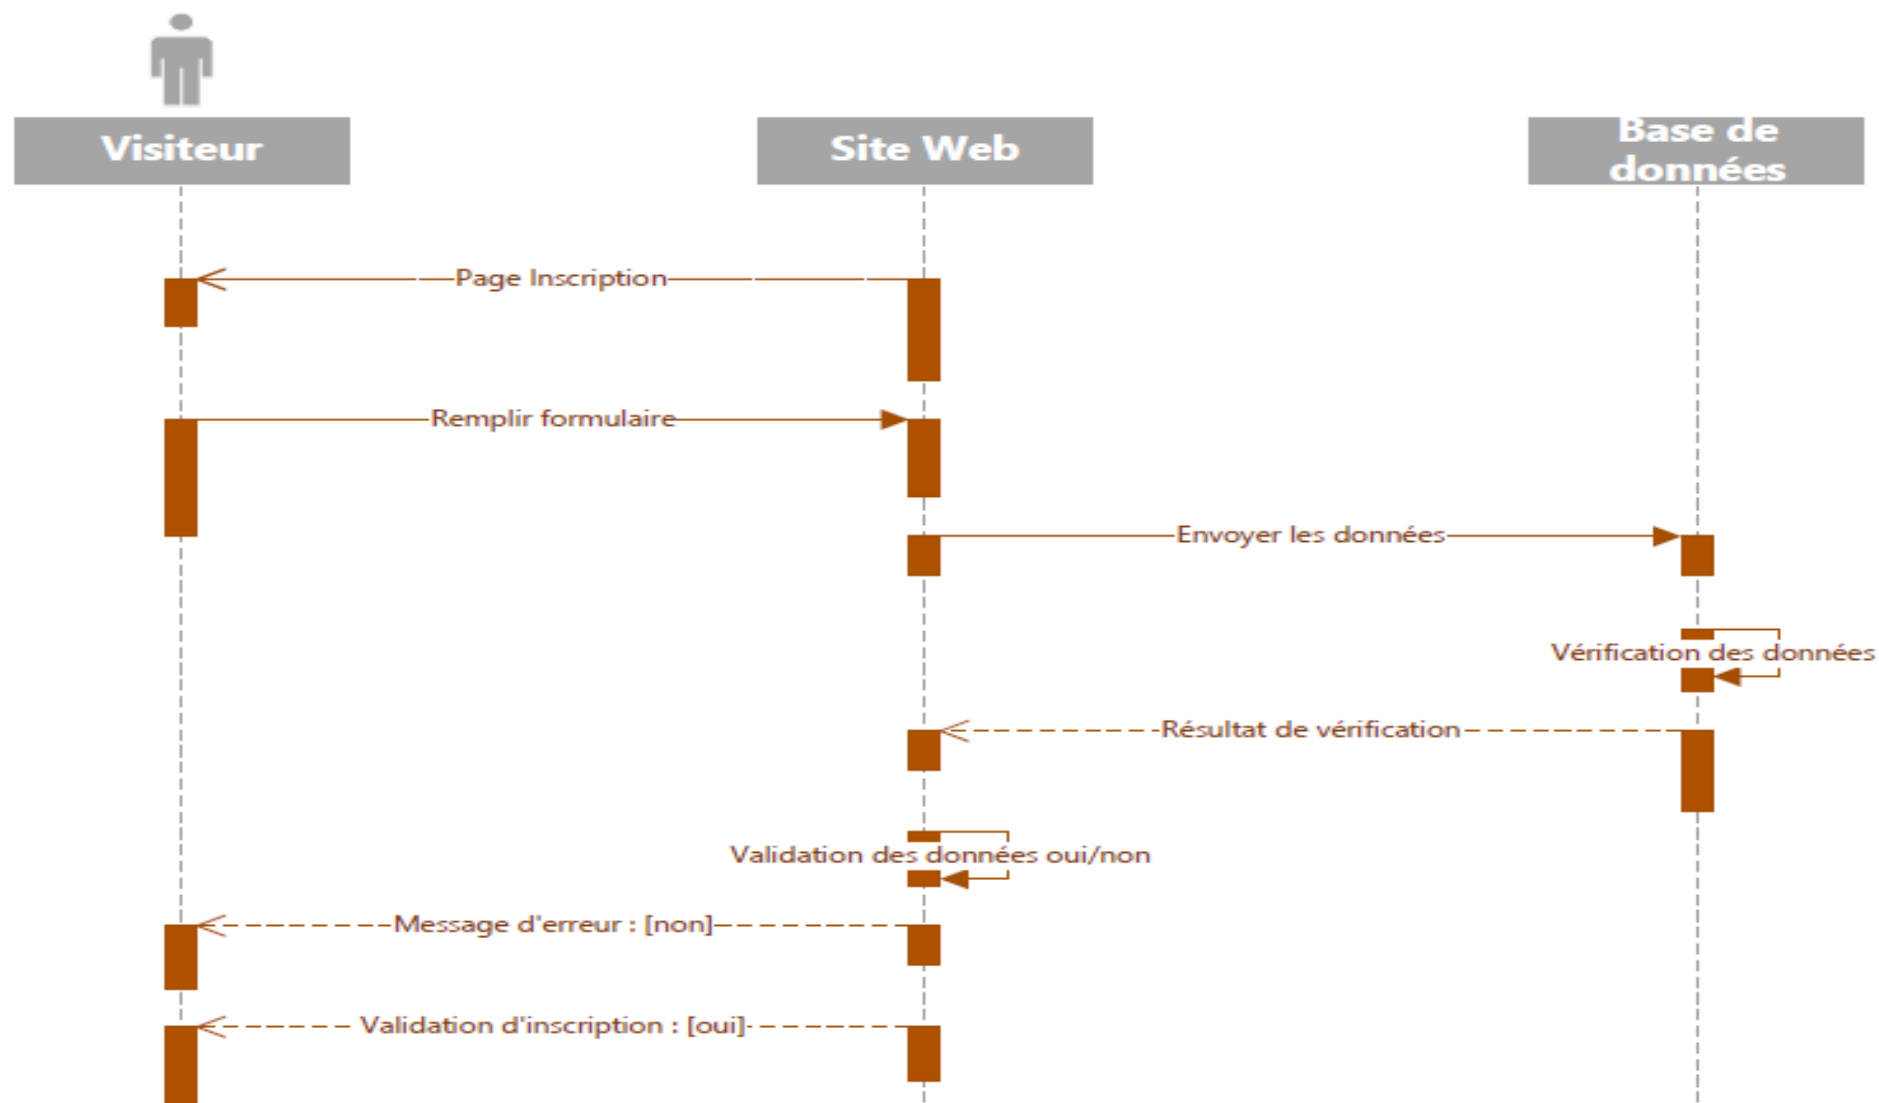 Visiteur
Site Web
Base de
données
Page Inscription
Remplir formulaire
Envoyer les données
Vérification des données
Résultat de vérification
Validation des données oui/non
Message d'erreur : [non]
Validation d'inscription : [oui]